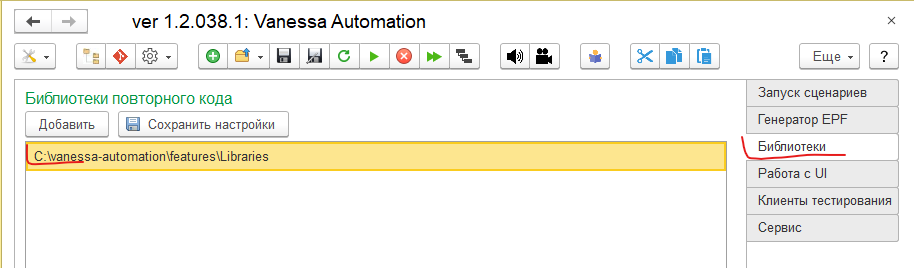 ver 1.2.038.1: Vanessa Automation
Еще
?
Библиотеки повторного кода
Добавить
Сохранить настройки
C:\vanessa-automation\features\Libraries
Запуск сценариев
Генератор EPF
Библиотеки
Работа с UI
Клиенты тестирования
Сервис